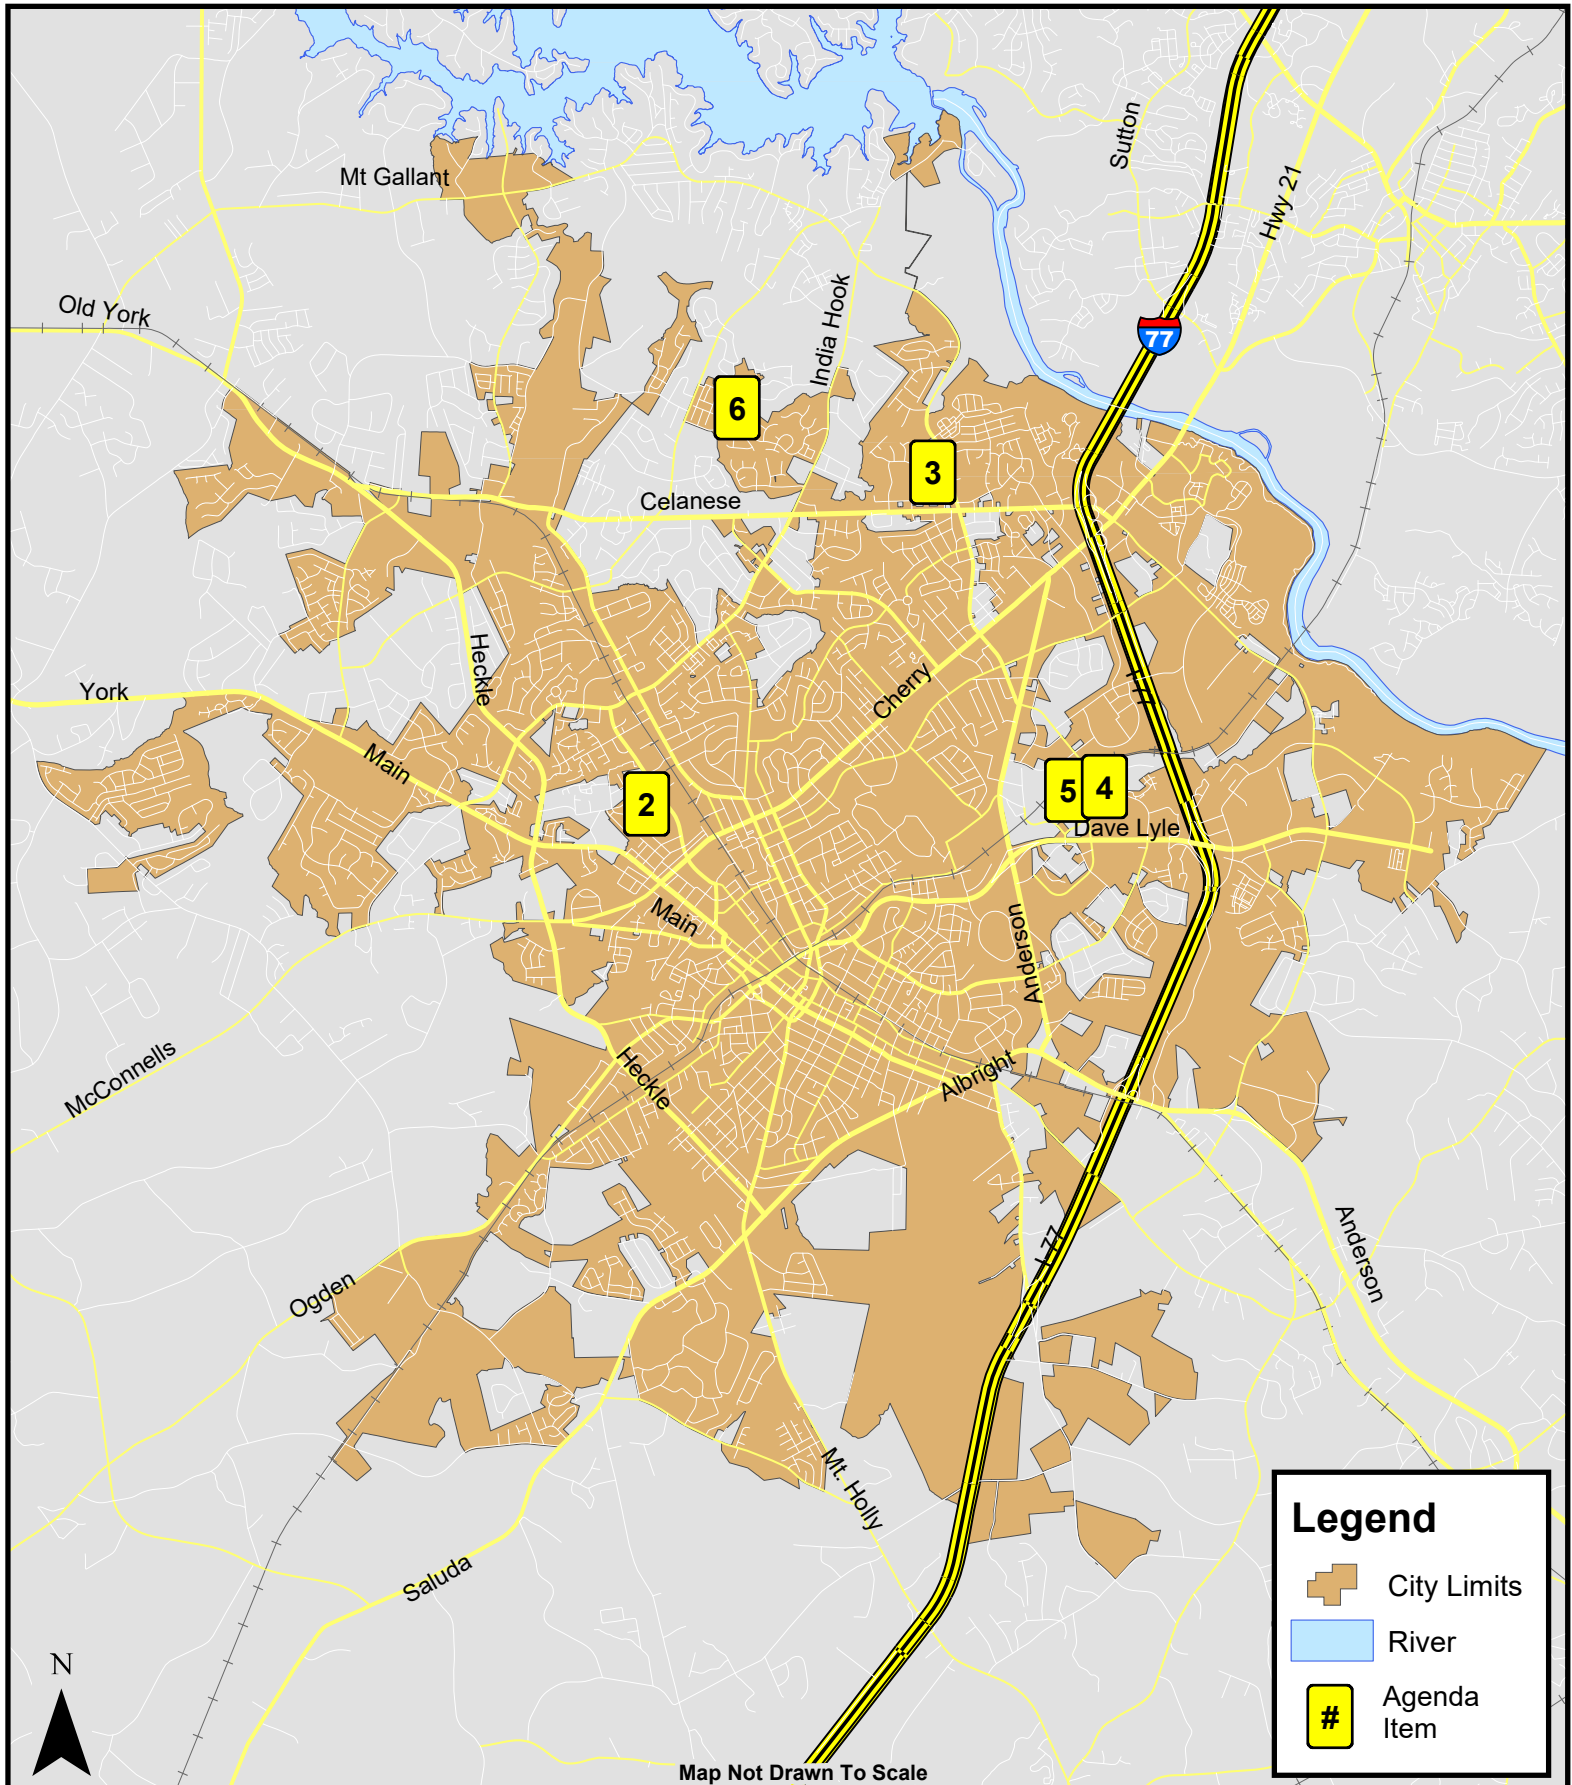 Sutton
Mt Gallant
Hwy 21
Old York
India Hook
77
6
3
Celanese
Heckle
York
Cherry
I-77
Main
2
5
4
Dave Lyle
Main
Anderson
McConnells
Heckle
Albright
Anderson
I-77
Ogden
Mt. Holly
Saluda
N
Legend
City Limits
River
#
Agenda
Item
Map Not Drawn To Scale